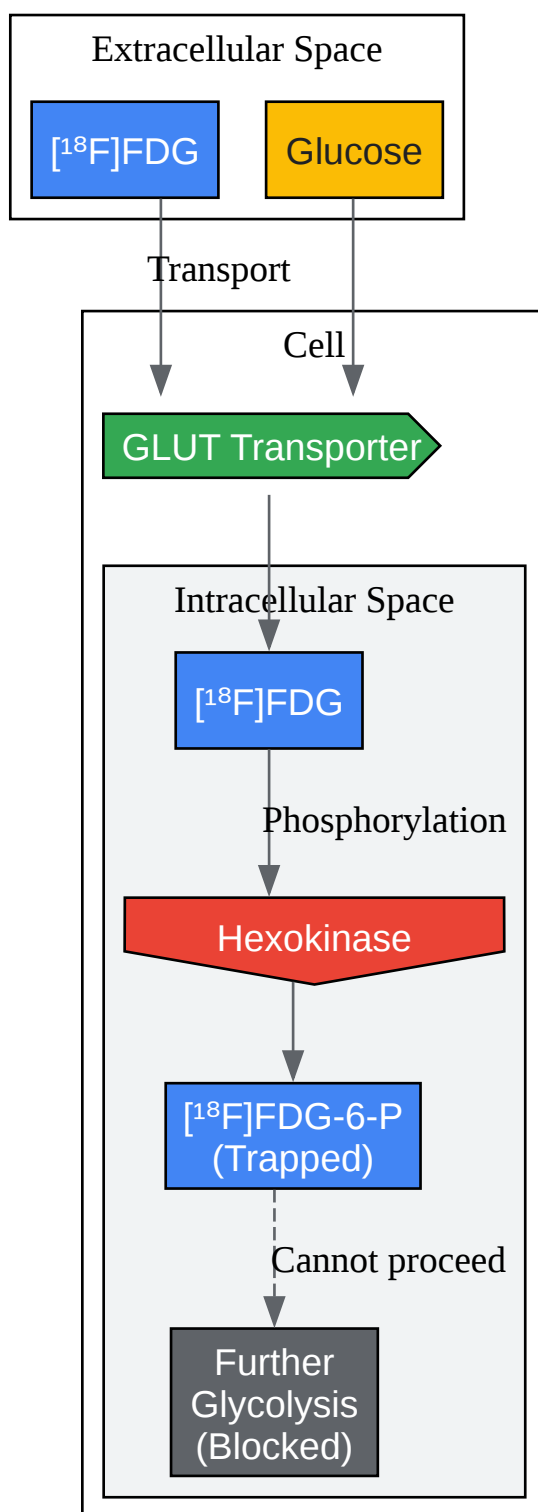 Extracellular Space
[¹⁸F]FDG
Glucose
Transport
Cell
GLUT Transporter
Intracellular Space
[¹⁸F]FDG
Phosphorylation
Hexokinase
[¹⁸F]FDG-6-P
(Trapped)
Cannot proceed
Further
Glycolysis
(Blocked)